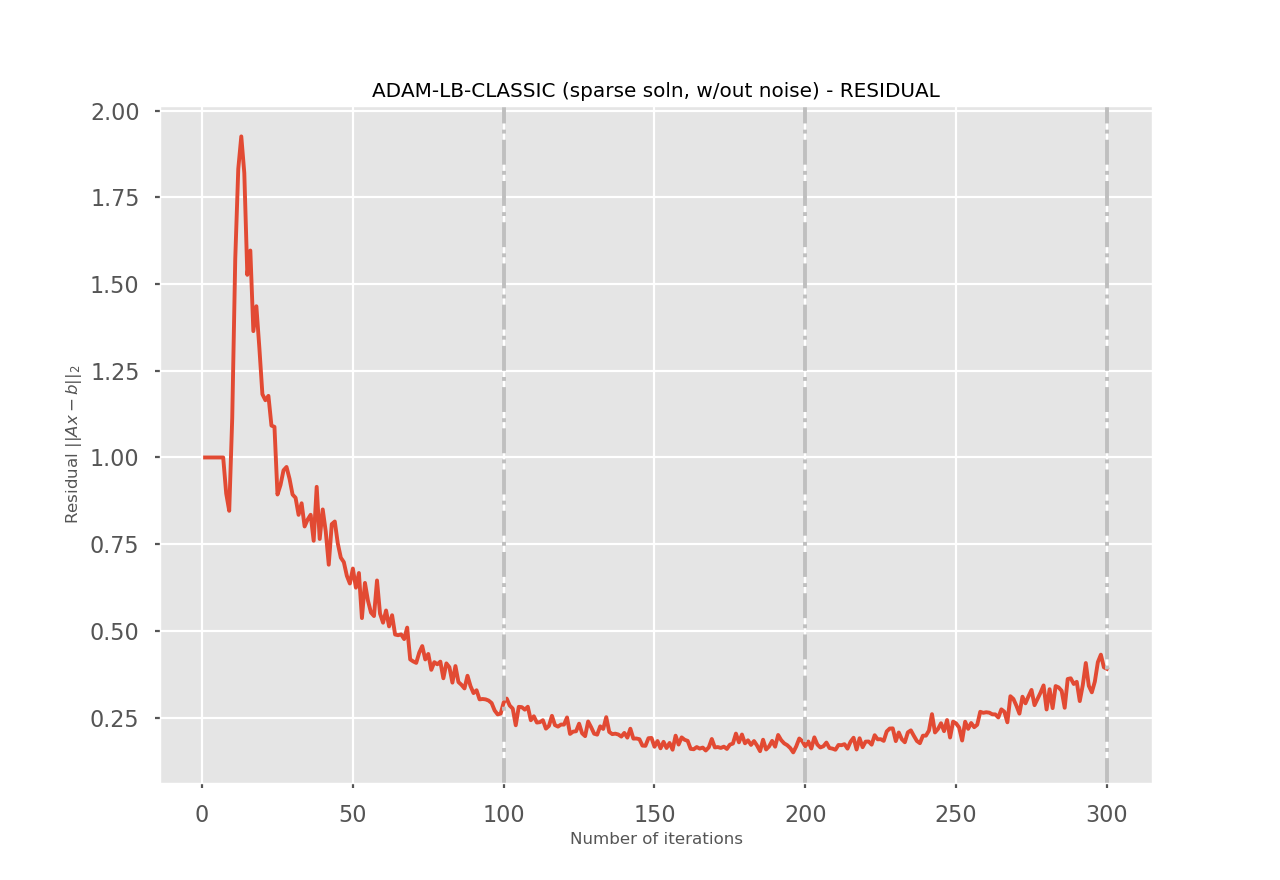 ADAM-LB-CLASSIC (sparse soln, w/out noise) - RESIDUAL
2.00
1.75
1.50
1.25
1.00
0.75
0.50
0.25
Residual ||Ax − b||₂
0 50 100 150 200 250 300
Number of iterations